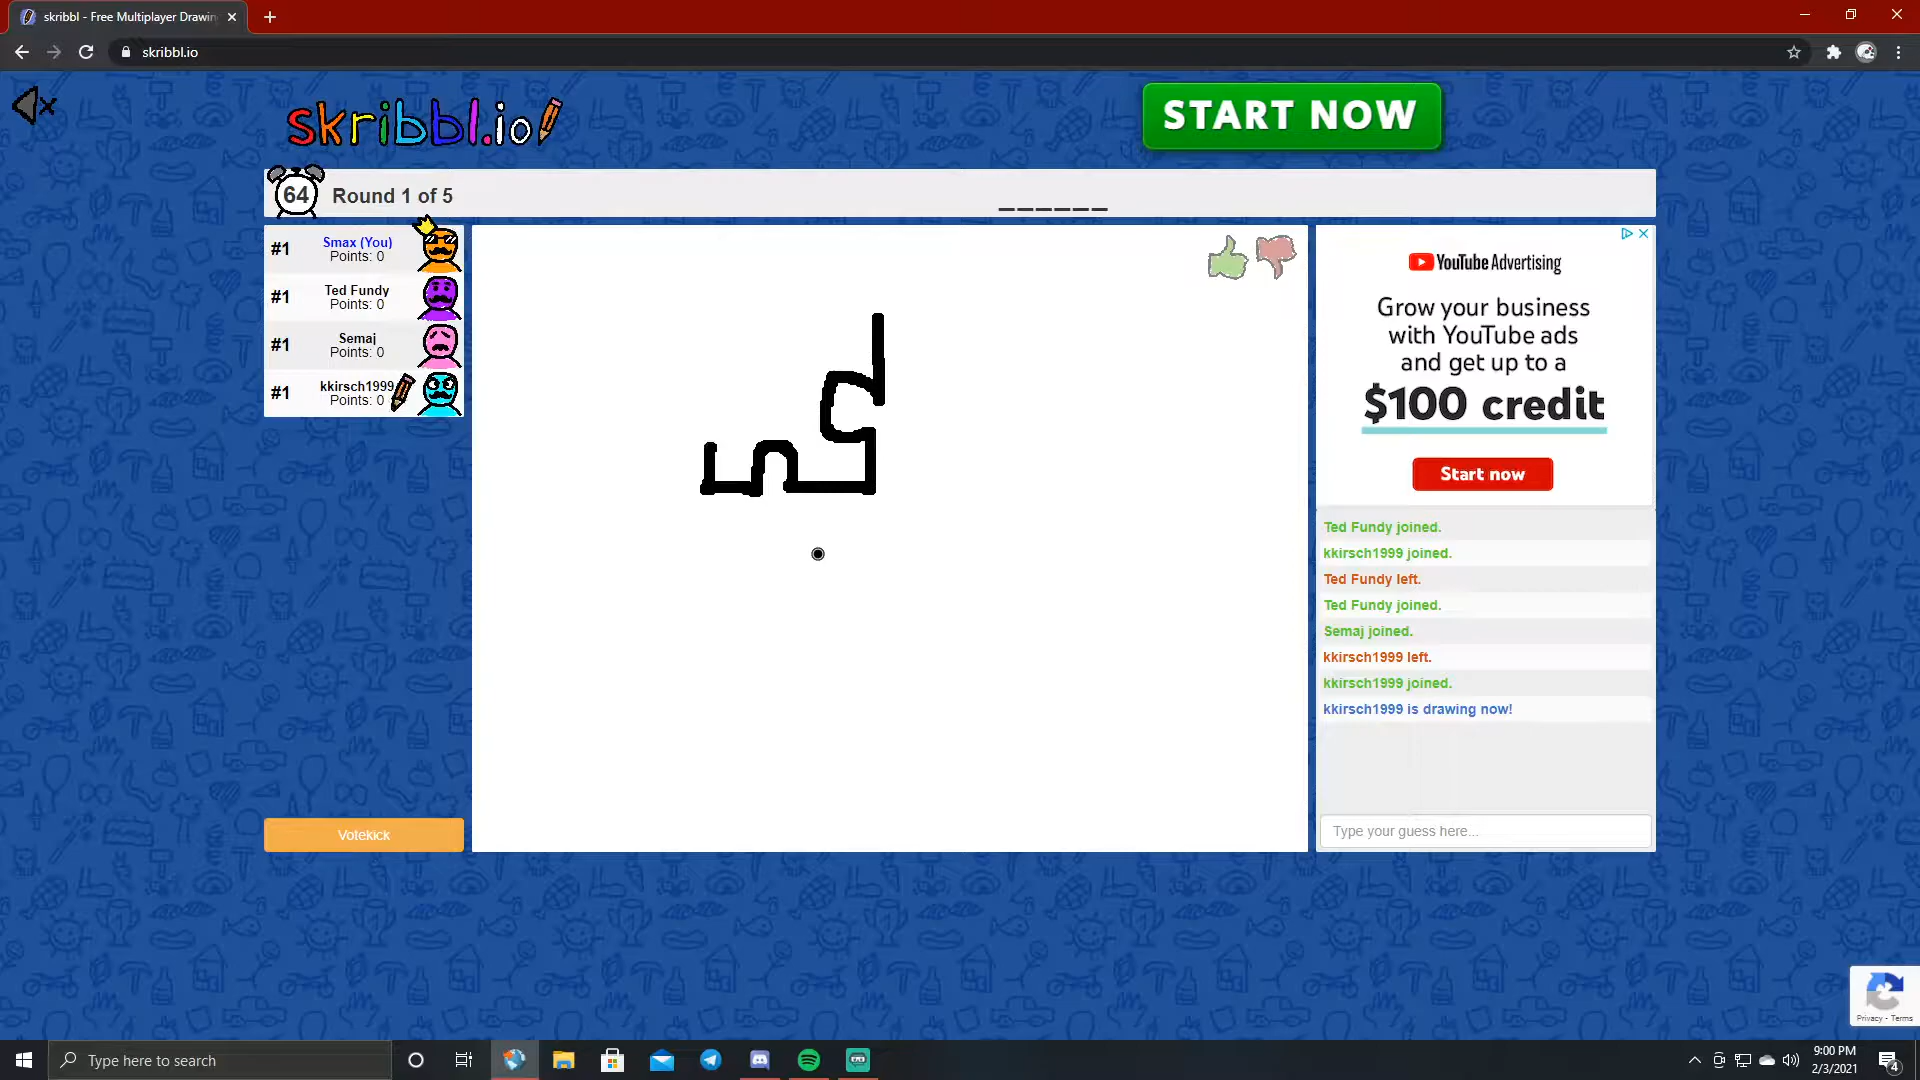 skribbl - Free Multiplayer Drawin
skribbl.io
skribbl.io
START NOW
64
Round 1 of 5
______
#1
Smax (You)
Points: 0
#1
Ted Fundy
Points: 0
#1
Semaj
Points: 0
#1
kkirsch1999
Points: 0
Votekick
YouTube Advertising
Grow your business
with YouTube ads
and get up to a
$100 credit
Start now
Ted Fundy joined.
kkirsch1999 joined.
Ted Fundy left.
Ted Fundy joined.
Semaj joined.
kkirsch1999 left.
kkirsch1999 joined.
kkirsch1999 is drawing now!
Type your guess here...
Privacy - Terms
Type here to search
9:00 PM
2/3/2021
4